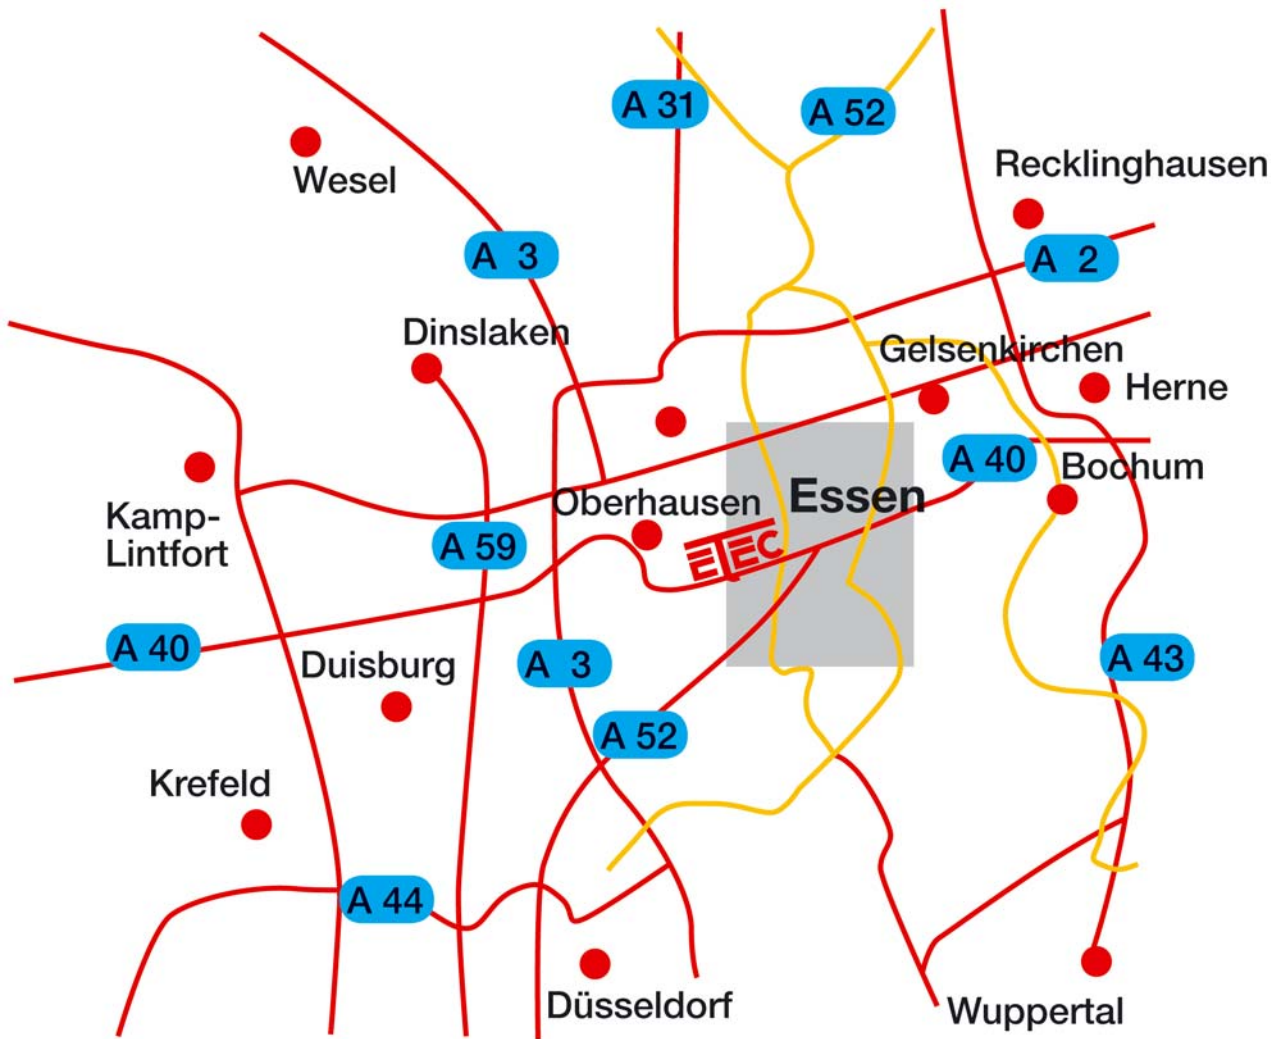 A 31
A 52
Recklinghausen
Wesel
A 3
A 2
Dinslaken
Gelsenkirchen
Herne
A 40
Bochum
Oberhausen
Essen
Kamp-
Lintfort
A 59
ETEC
A 40
Duisburg
A 3
A 43
A 52
Krefeld
A 44
Düsseldorf
Wuppertal